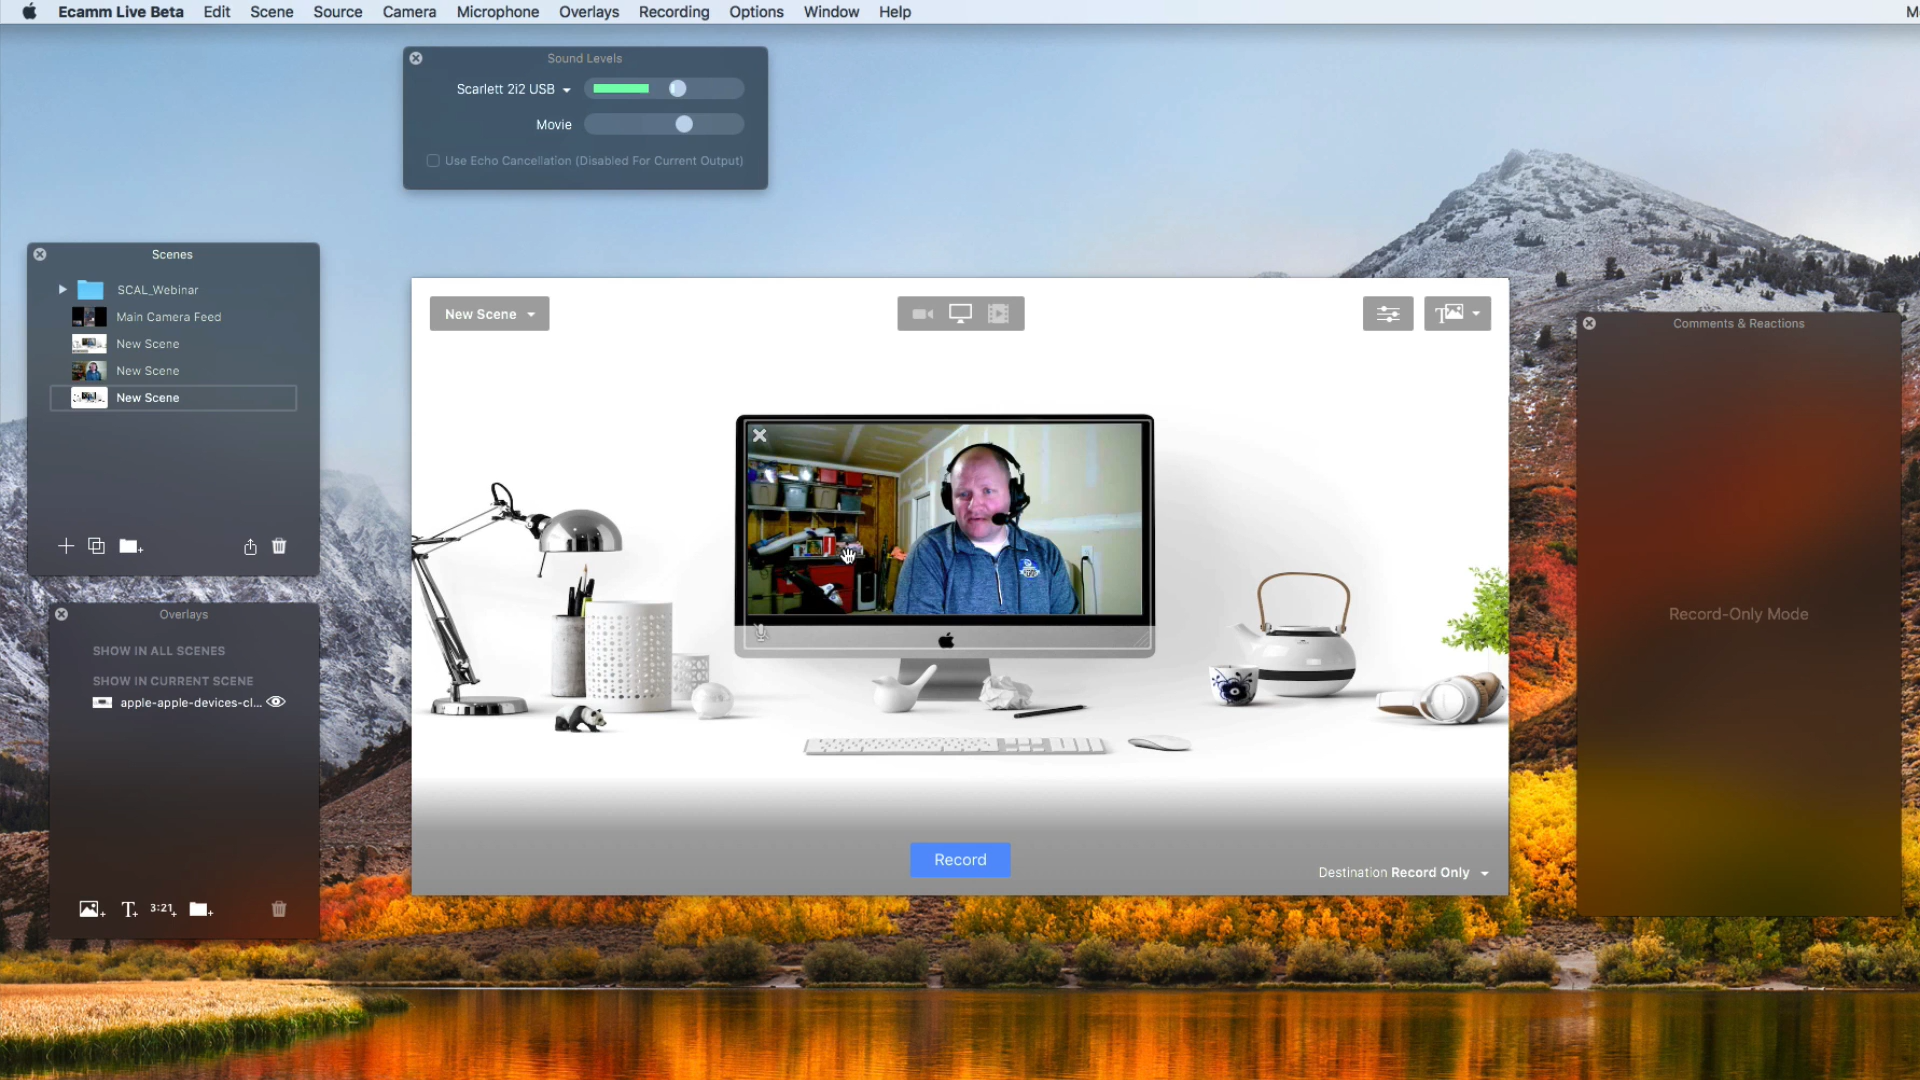 Ecamm Live Beta Edit Scene Source Camera Microphone Overlays Recording Options Window Help
Sound Levels
Scarlett 2i2 USB
Movie
Use Echo Cancellation (Disabled For Current Output)
Scenes
SCAL_Webinar
Main Camera Feed
New Scene
New Scene
New Scene
Overlays
SHOW IN ALL SCENES
SHOW IN CURRENT SCENE
apple-apple-devices-cl...
3:21
New Scene
T
Record
Destination Record Only
Comments & Reactions
Record-Only Mode